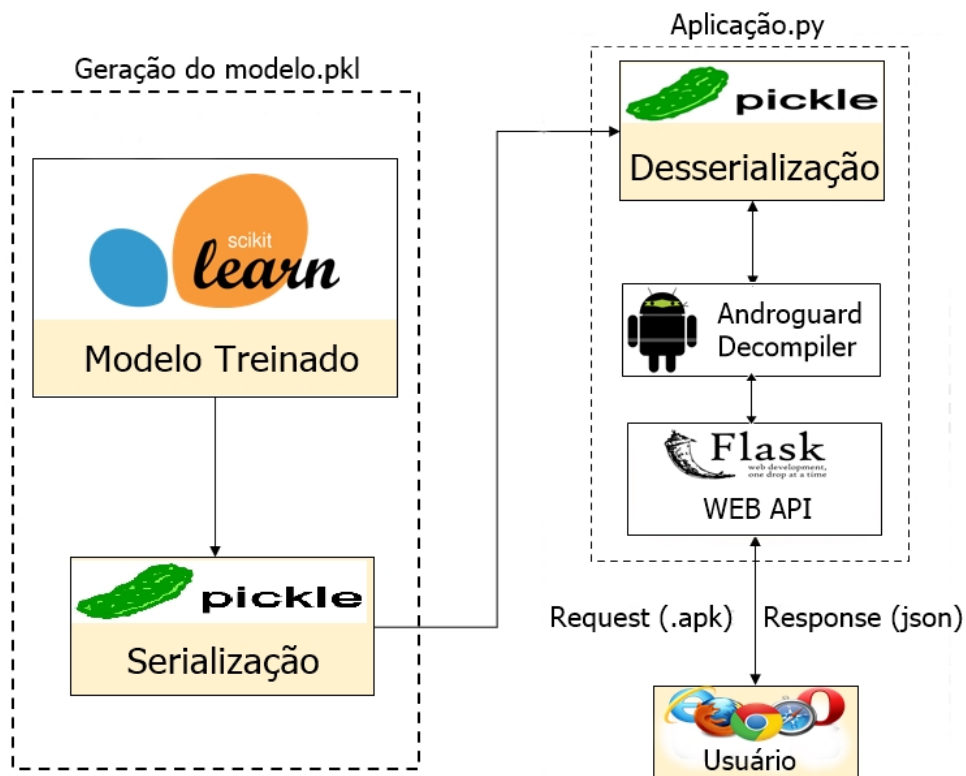 Geração do modelo.pkl
scikit
learn
Modelo Treinado
pickle
Serialização
Aplicação.py
pickle
Desserialização
Androguard
Decompiler
Flask
web development,
one drop at a time
WEB API
Request (.apk)
Response (json)
Usuário